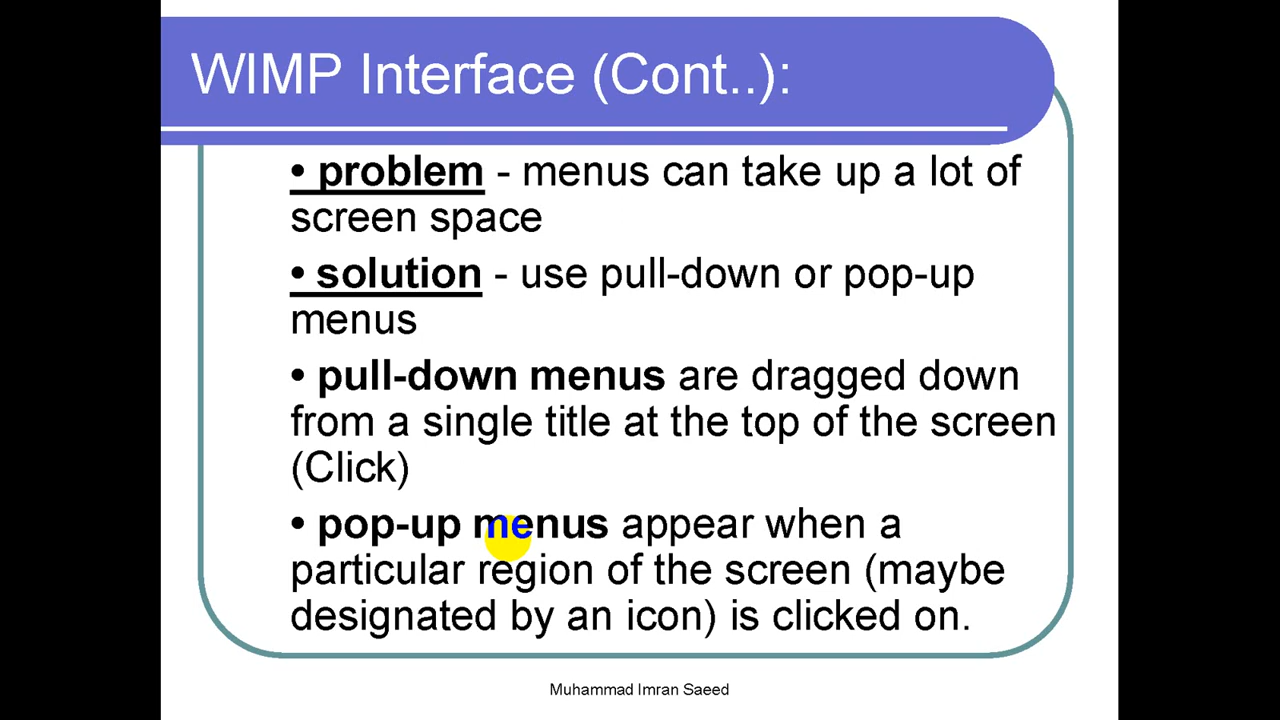 WIMP Interface (Cont..):
• problem - menus can take up a lot of
screen space
• solution - use pull-down or pop-up
menus
• pull-down menus are dragged down
from a single title at the top of the screen
(Click)
• pop-up menus appear when a
particular region of the screen (maybe
designated by an icon) is clicked on.
Muhammad Imran Saeed